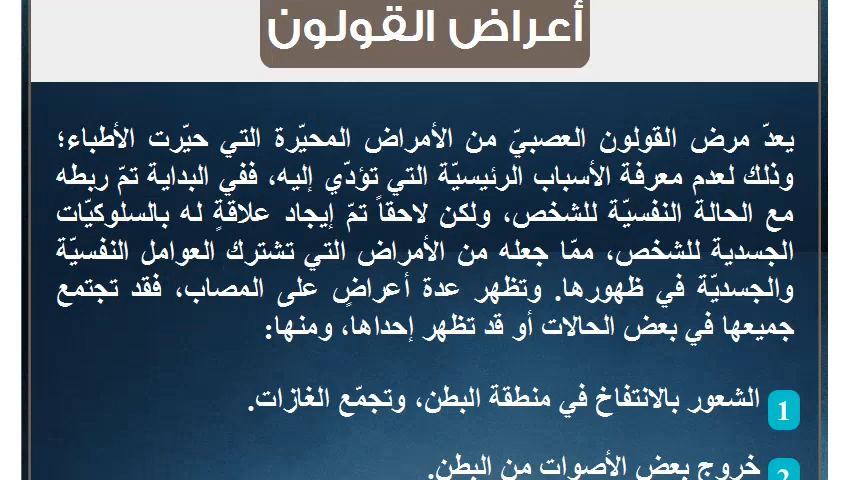 أعراض القولون
يعدّ مرض القولون العصبيّ من الأمراض المحيّرة التي حيّرت الأطباء؛
وذلك لعدم معرفة الأسباب الرئيسيّة التي تؤدّي إليه، ففي البداية تمّ ربطه
مع الحالة النفسيّة للشخص، ولكن لاحقاً تمّ إيجاد علاقةٍ له بالسلوكيّات
الجسدية للشخص، ممّا جعله من الأمراض التي تشترك العوامل النفسيّة
والجسديّة في ظهورها. وتظهر عدة أعراضٍ على المصاب، فقد تجتمع
جميعها في بعض الحالات أو قد تظهر إحداها، ومنها:
1 الشعور بالانتفاخ في منطقة البطن، وتجمّع الغازات.
2 خروج بعض الأصوات من البطن.